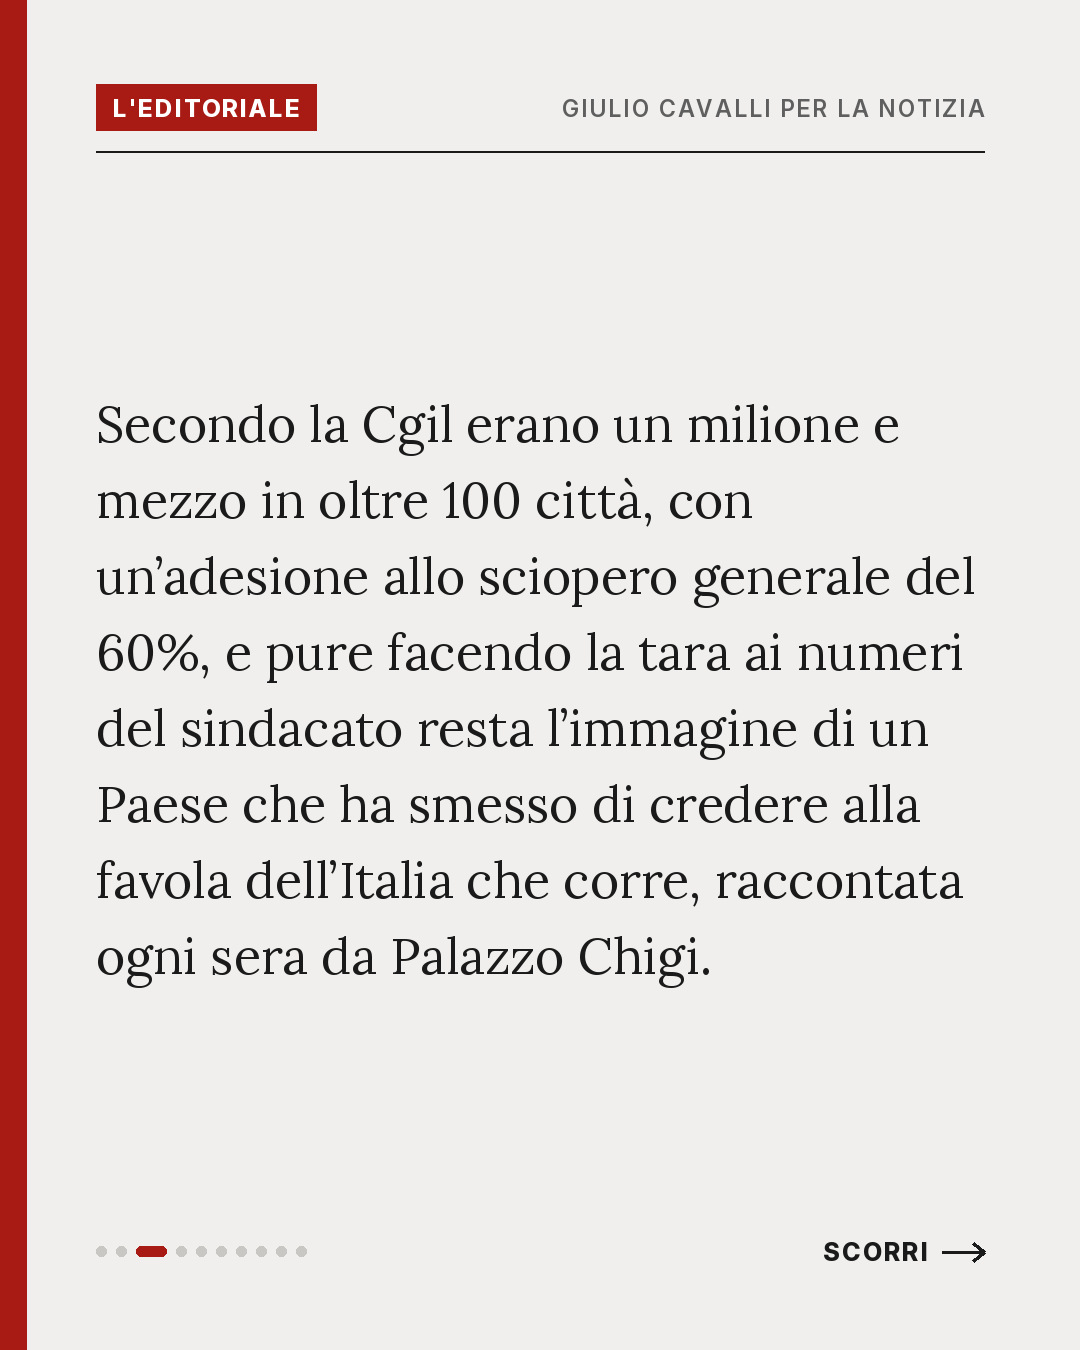 L'EDITORIALE
GIULIO CAVALLI PER LA NOTIZIA
Secondo la Cgil erano un milione e
mezzo in oltre 100 città, con
un’adesione allo sciopero generale del
60%, e pure facendo la tara ai numeri
del sindacato resta l’immagine di un
Paese che ha smesso di credere alla
favola dell’Italia che corre, raccontata
ogni sera da Palazzo Chigi.
SCORRI